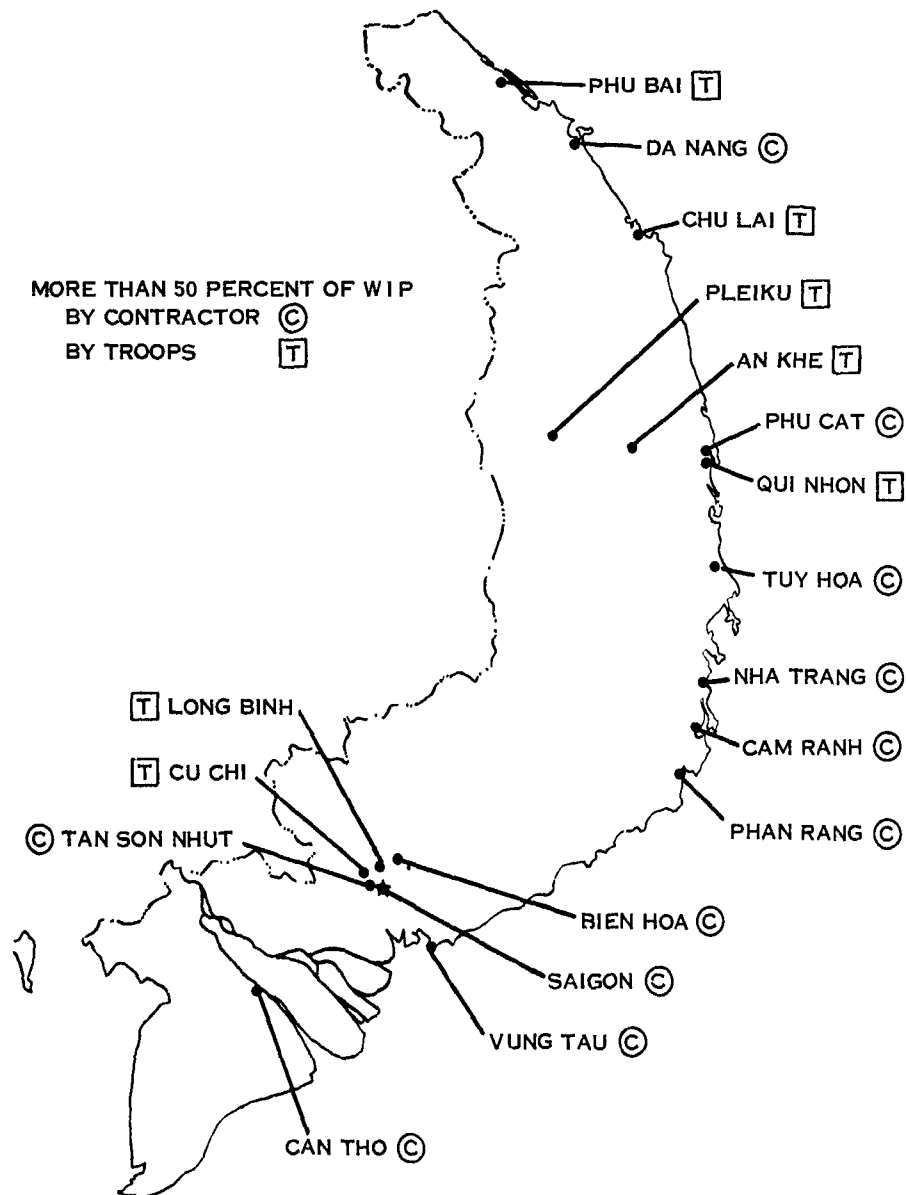 PHU BAI T
DA NANG C
CHU LAI T
MORE THAN 50 PERCENT OF WIP
BY CONTRACTOR C
BY TROOPS T
PLEIKU T
AN KHE T
PHU CAT C
QUI NHON T
TUY HOA C
NHA TRANG C
T LONG BINH
CAM RANH C
T CU CHI
PHAN RANG C
C TAN SON NHUT
BIEN HOA C
SAIGON C
VUNG TAU C
CAN THO C